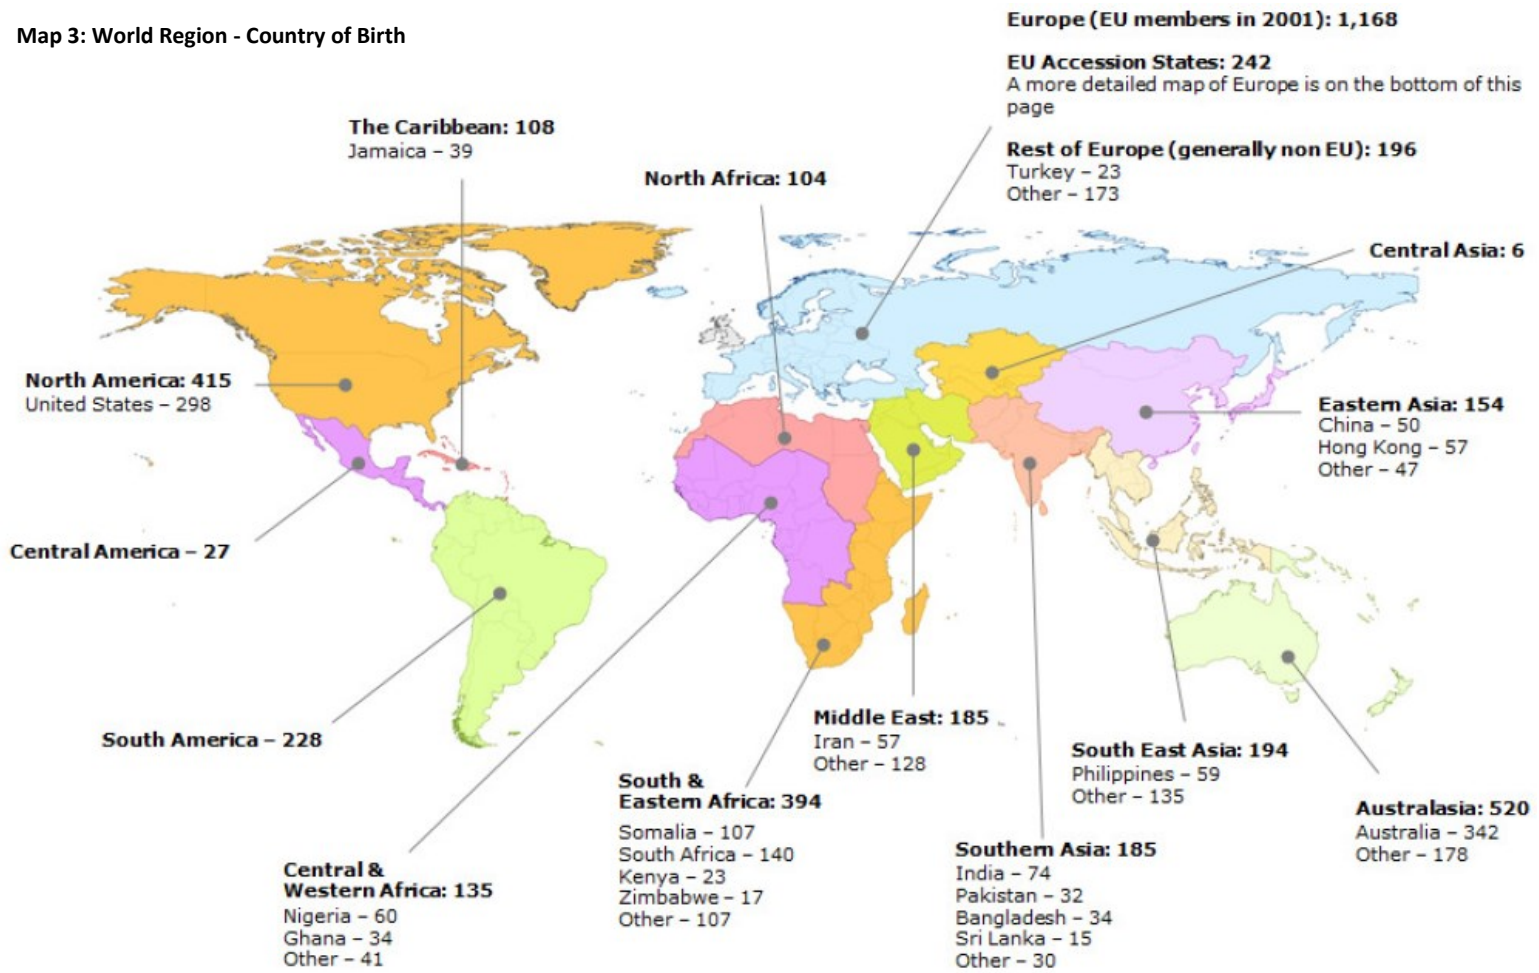 Map 3: World Region - Country of Birth
Europe (EU members in 2001): 1,168
EU Accession States: 242
A more detailed map of Europe is on the bottom of this
page
Rest of Europe (generally non EU): 196
Turkey – 23
Other – 173
The Caribbean: 108
Jamaica – 39
North Africa: 104
Central Asia: 6
North America: 415
United States – 298
Eastern Asia: 154
China – 50
Hong Kong – 57
Other – 47
Central America – 27
South America – 228
Middle East: 185
Iran – 57
Other – 128
South East Asia: 194
Philippines – 59
Other – 135
South &
Eastern Africa: 394
Somalia – 107
South Africa – 140
Kenya – 23
Zimbabwe – 17
Other – 107
Australasia: 520
Australia – 342
Other – 178
Southern Asia: 185
India – 74
Pakistan – 32
Bangladesh – 34
Sri Lanka – 15
Other – 30
Central &
Western Africa: 135
Nigeria – 60
Ghana – 34
Other – 41